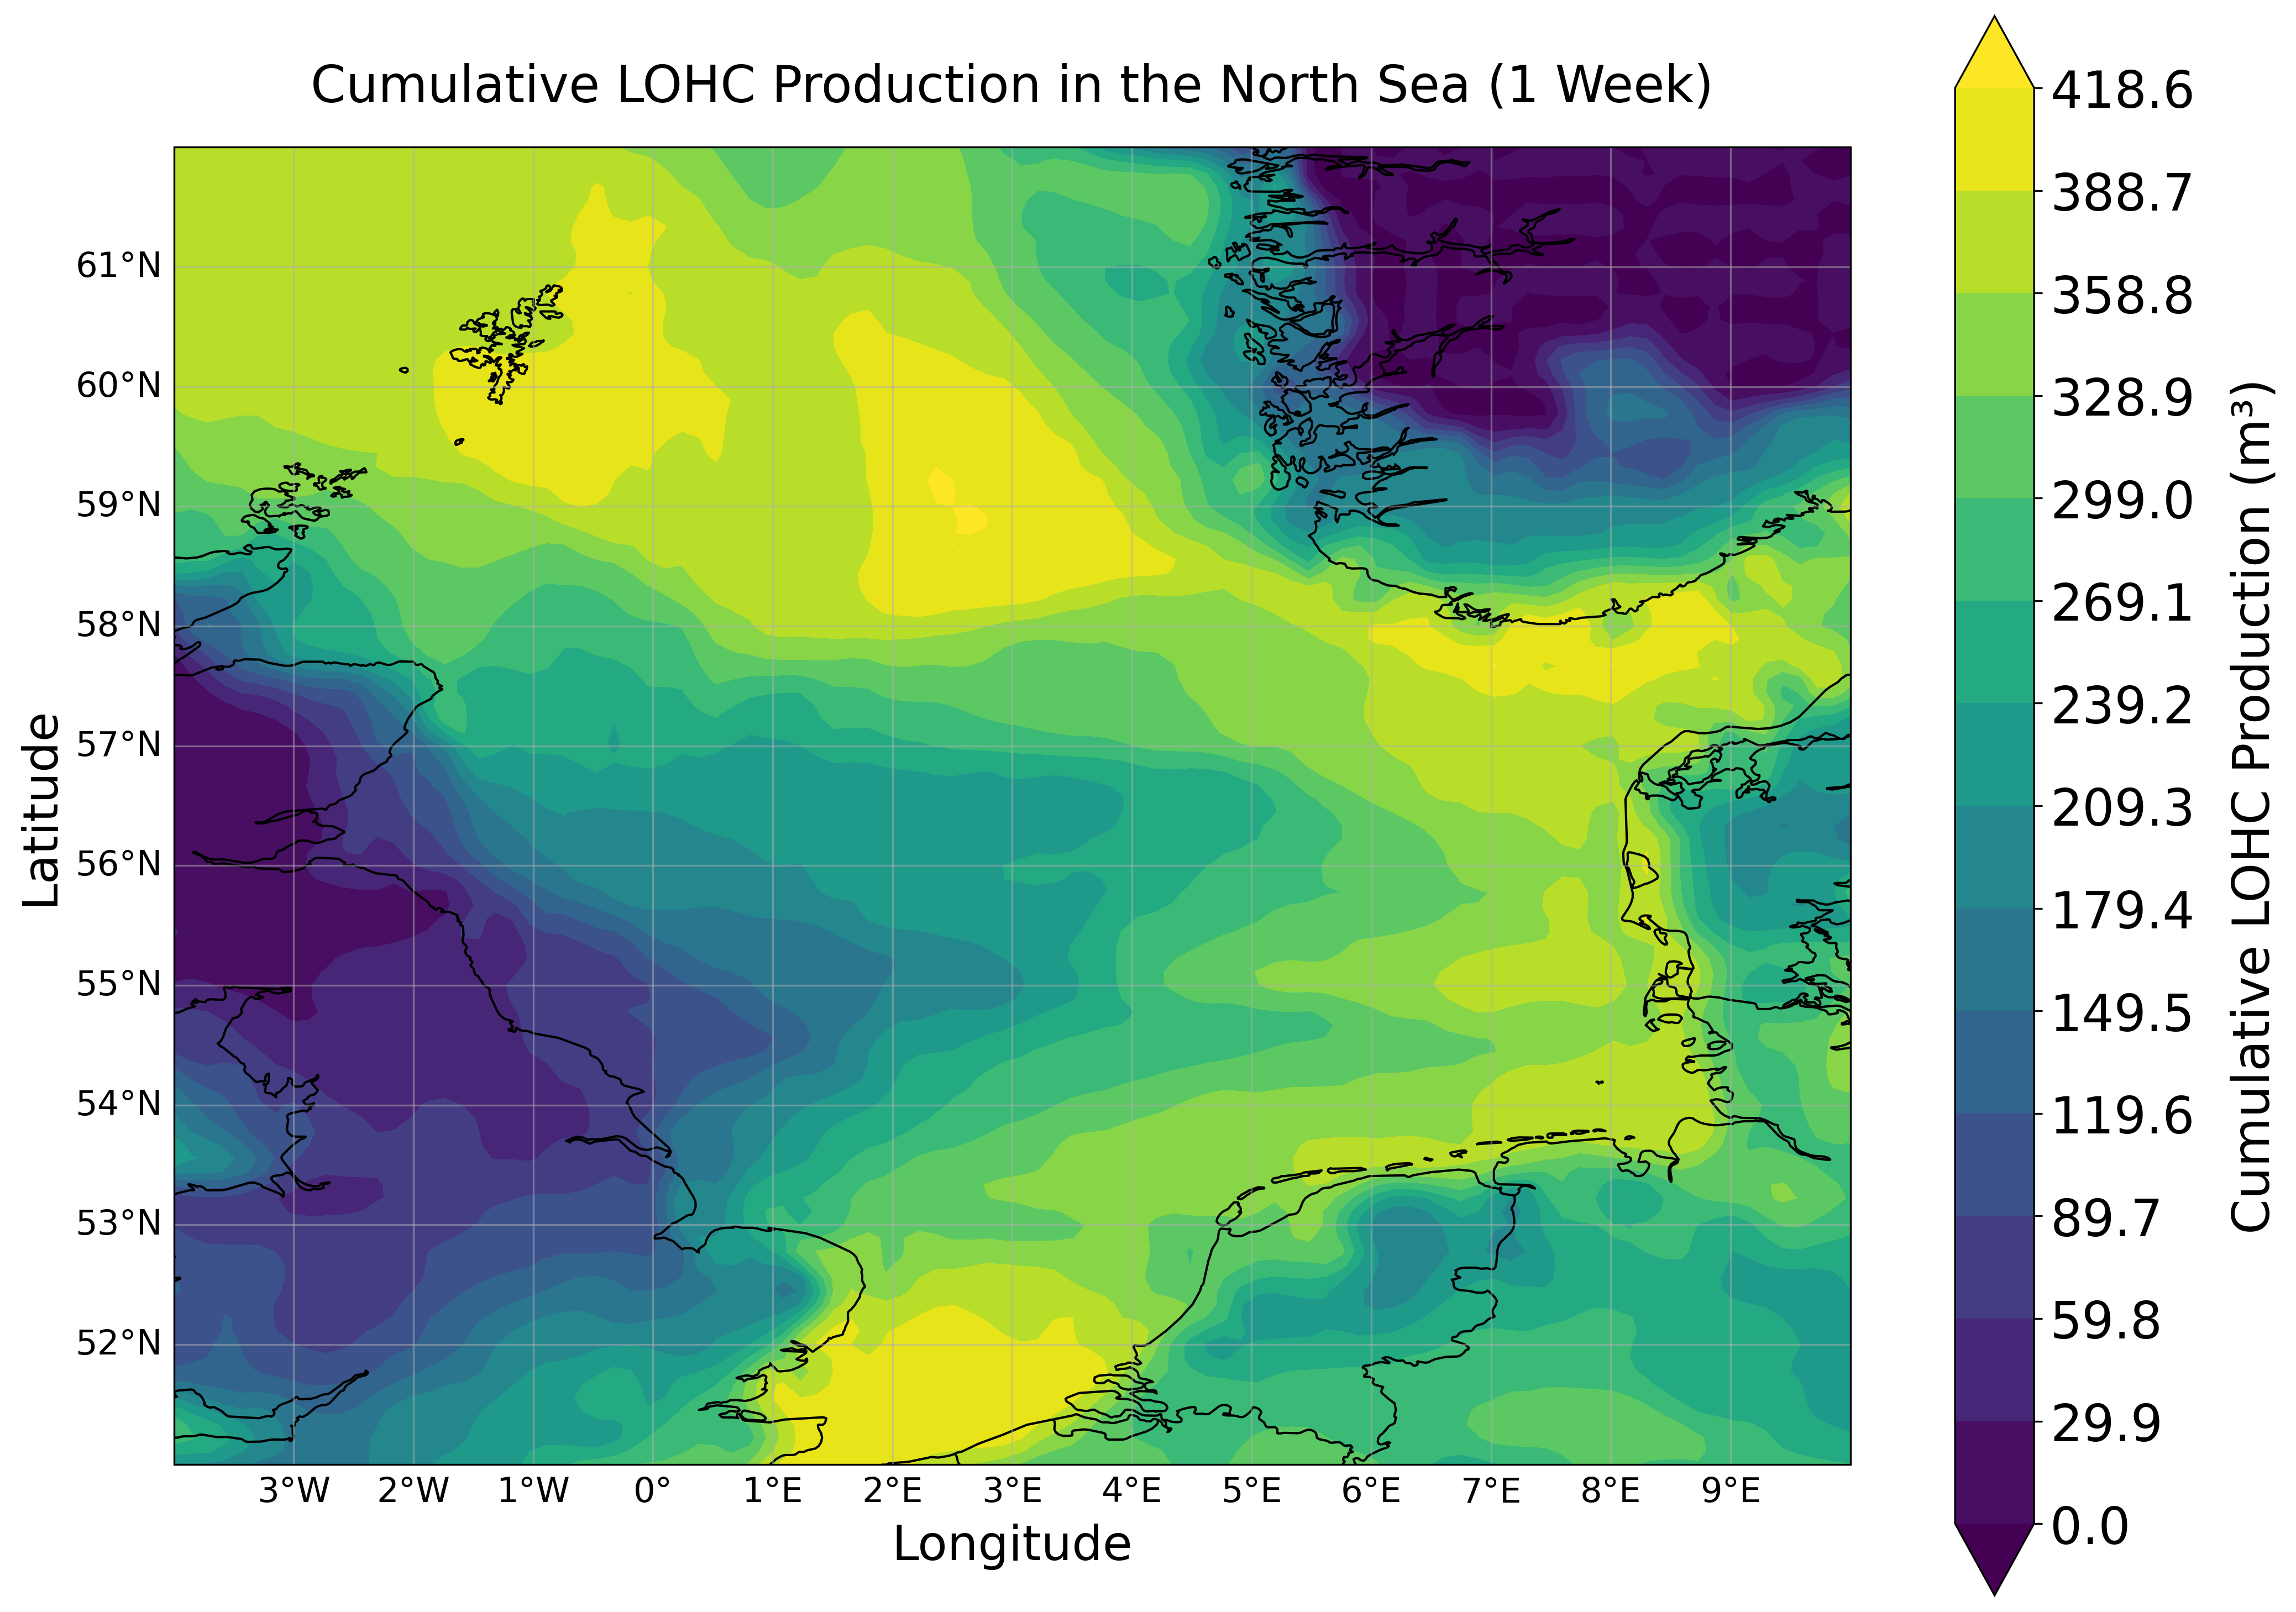 Cumulative LOHC Production in the North Sea (1 Week)
61°N
60°N
59°N
58°N
57°N
56°N
55°N
54°N
53°N
52°N
Latitude
3°W 2°W 1°W 0° 1°E 2°E 3°E 4°E 5°E 6°E 7°E 8°E 9°E
Longitude
418.6
388.7
358.8
328.9
299.0
269.1
239.2
209.3
179.4
149.5
119.6
89.7
59.8
29.9
0.0
Cumulative LOHC Production (m³)